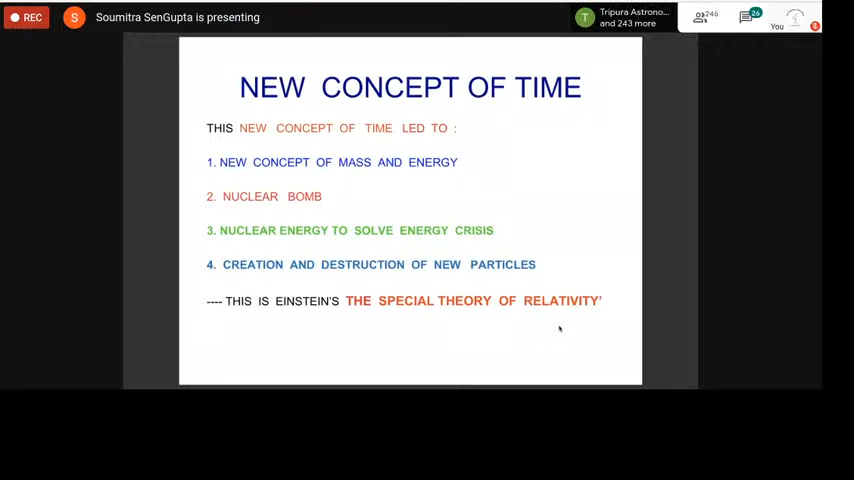 REC
S
Soumitra SenGupta is presenting
T
Tripura Astrono...
and 243 more
246
26
You
NEW CONCEPT OF TIME
THIS NEW CONCEPT OF TIME LED TO :
1. NEW CONCEPT OF MASS AND ENERGY
2. NUCLEAR BOMB
3. NUCLEAR ENERGY TO SOLVE ENERGY CRISIS
4. CREATION AND DESTRUCTION OF NEW PARTICLES
---- THIS IS EINSTEIN'S THE SPECIAL THEORY OF RELATIVITY'